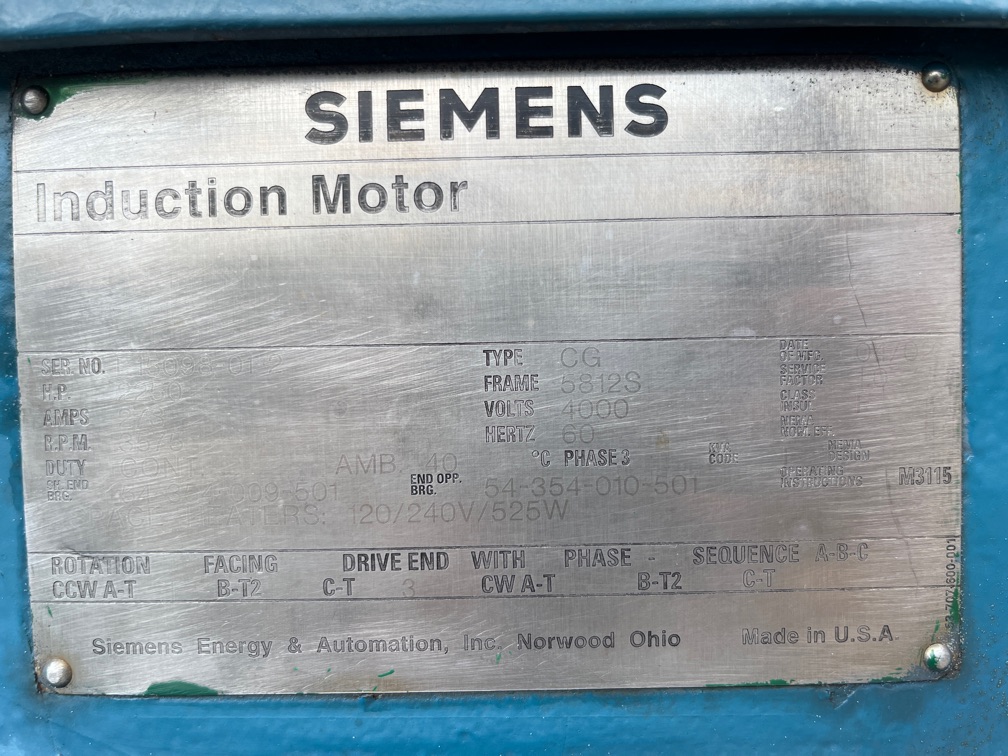 SIEMENS
Induction Motor
SER. NO. TYPE CG DATE OF MFG.
H.P. FRAME 5812S SERVICE FACTOR
AMPS VOLTS 4000 CLASS INSUL
R.P.M. HERTZ 60 NEMA NOM. EFF.
DUTY AMB. 40 °C PHASE 3 KVA CODE NEMA DESIGN
SH. END BRG. 09-501 END OPP. BRG. 54-354-010-501 OPERATING INSTRUCTIONS M3115
120/240V/525W
ROTATION FACING DRIVE END WITH PHASE - SEQUENCE A-B-C
CCW A-T B-T2 C-T 3 CW A-T B-T2 C-T
Siemens Energy & Automation, Inc. Norwood Ohio Made in U.S.A.